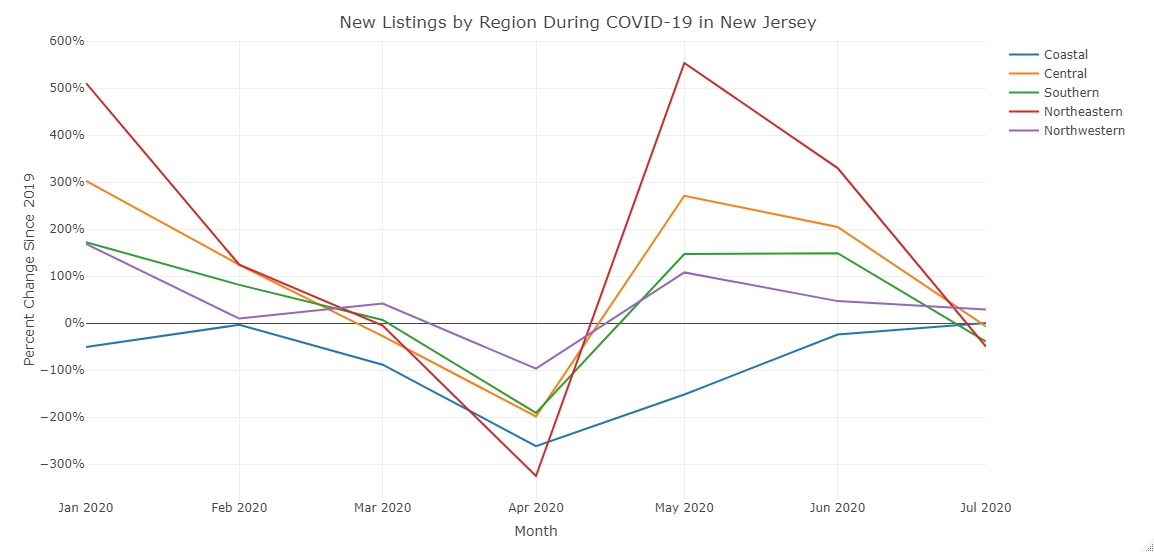 New Listings by Region During COVID-19 in New Jersey
600%
500%
400%
300%
200%
100%
0%
−100%
−200%
−300%
Percent Change Since 2019
Jan 2020
Feb 2020
Mar 2020
Apr 2020
May 2020
Jun 2020
Jul 2020
Month
Coastal
Central
Southern
Northeastern
Northwestern